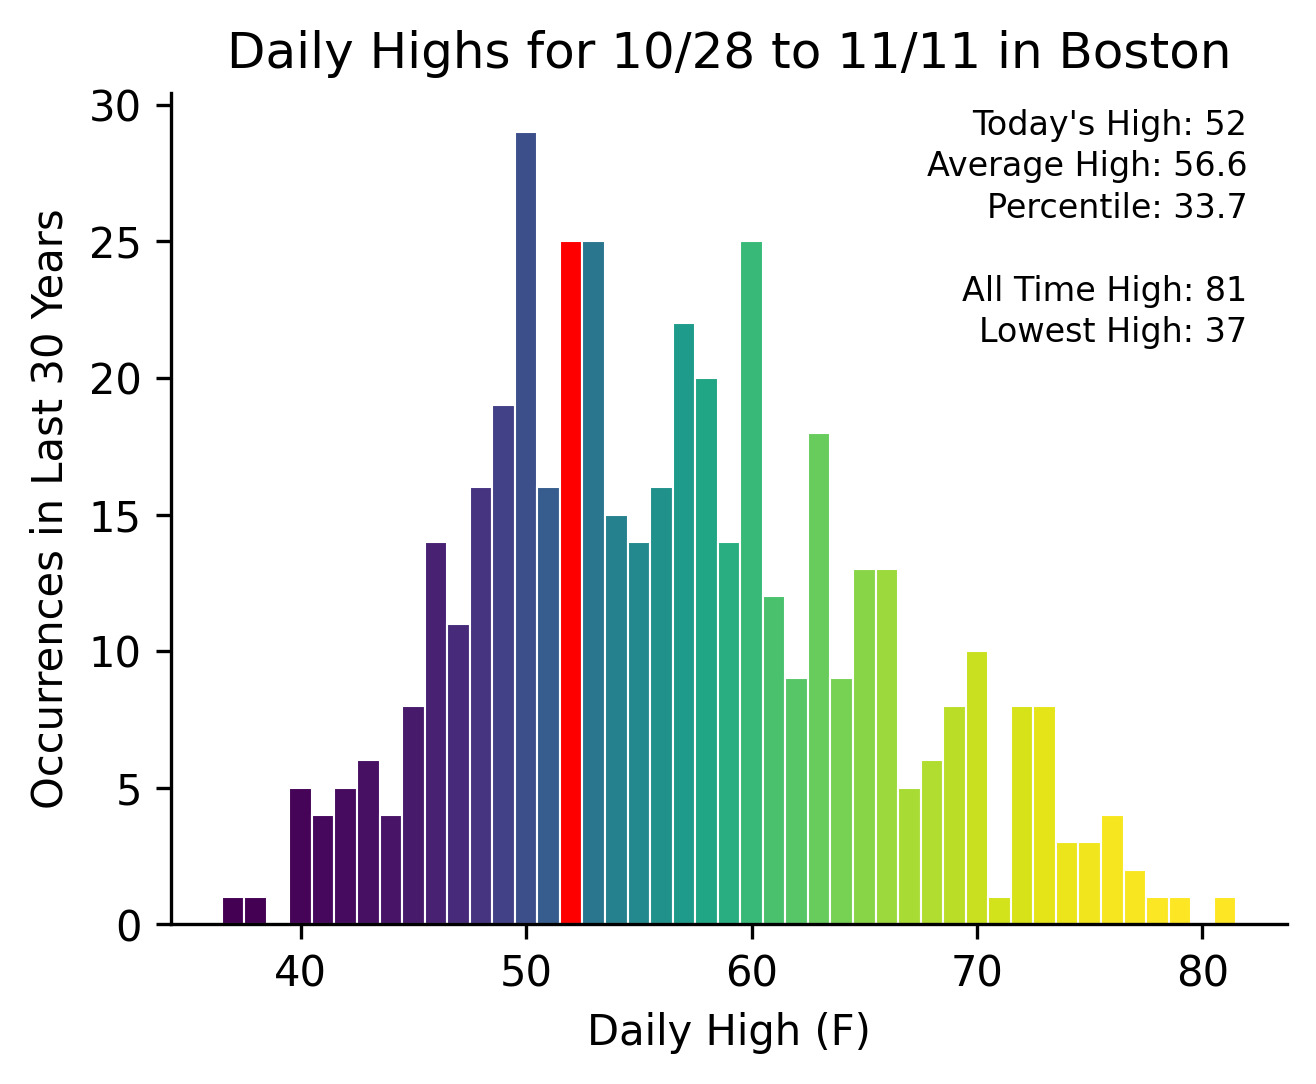 Daily Highs for 10/28 to 11/11 in Boston
Today's High: 52
Average High: 56.6
Percentile: 33.7
All Time High: 81
Lowest High: 37
Occurrences in Last 30 Years
30
25
20
15
10
5
0
40 50 60 70 80
Daily High (F)